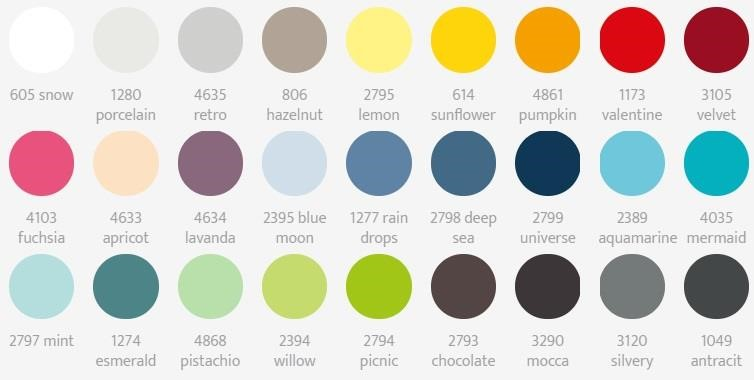 605 snow
1280 porcelain
4635 retro
806 hazelnut
2795 lemon
614 sunflower
4861 pumpkin
1173 valentine
3105 velvet
4103 fuchsia
4633 apricot
4634 lavanda
2395 blue moon
1277 rain drops
2798 deep sea
2799 universe
2389 aquamarine
4035 mermaid
2797 mint
1274 esmerald
4868 pistachio
2394 willow
2794 picnic
2793 chocolate
3290 mocca
3120 silvery
1049 antracit